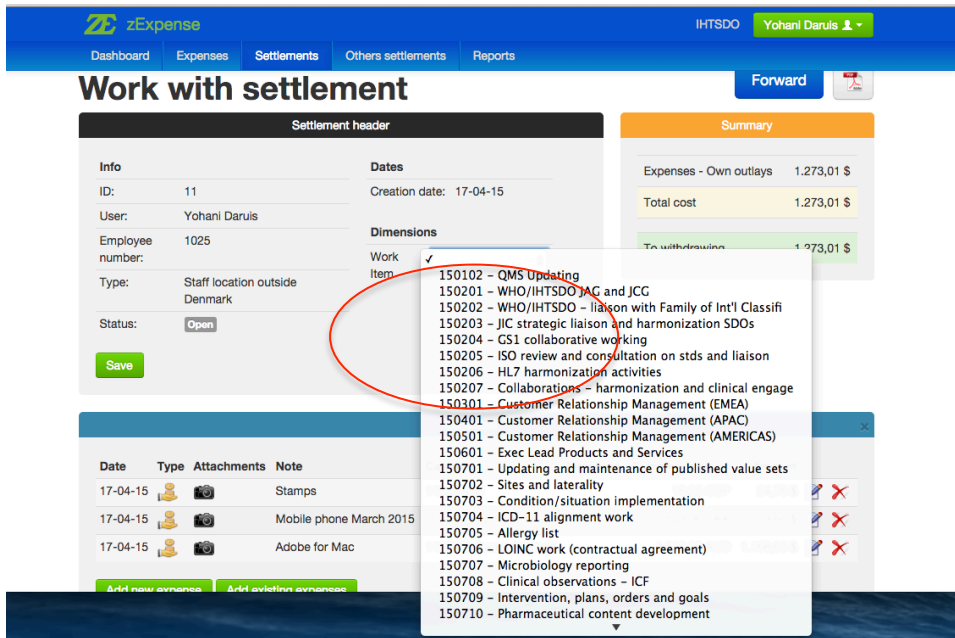 ZE zExpense
IHTSDO
Yohani Daruis
Dashboard Expenses Settlements Others settlements Reports
Work with settlement
Forward
Settlement header
Info
ID: 11
User: Yohani Daruis
Employee number: 1025
Type: Staff location outside Denmark
Status: Open
Save
Dates
Creation date: 17-04-15
Dimensions
Work Item
Summary
Expenses - Own outlays 1.273,01 $
Total cost 1.273,01 $
To withdrawing 1.273,01 $
150102 – QMS Updating
150201 – WHO/IHTSDO JAG and JCG
150202 – WHO/IHTSDO – liaison with Family of Int'l Classifi
150203 – JIC strategic liaison and harmonization SDOs
150204 – GS1 collaborative working
150205 – ISO review and consultation on stds and liaison
150206 – HL7 harmonization activities
150207 – Collaborations – harmonization and clinical engage
150301 – Customer Relationship Management (EMEA)
150401 – Customer Relationship Management (APAC)
150501 – Customer Relationship Management (AMERICAS)
150601 – Exec Lead Products and Services
150701 – Updating and maintenance of published value sets
150702 – Sites and laterality
150703 – Condition/situation implementation
150704 – ICD-11 alignment work
150705 – Allergy list
150706 – LOINC work (contractual agreement)
150707 – Microbiology reporting
150708 – Clinical observations – ICF
150709 – Intervention, plans, orders and goals
150710 – Pharmaceutical content development
Date Type Attachments Note
17-04-15 Stamps
17-04-15 Mobile phone March 2015
17-04-15 Adobe for Mac
Add new expense Add existing expenses